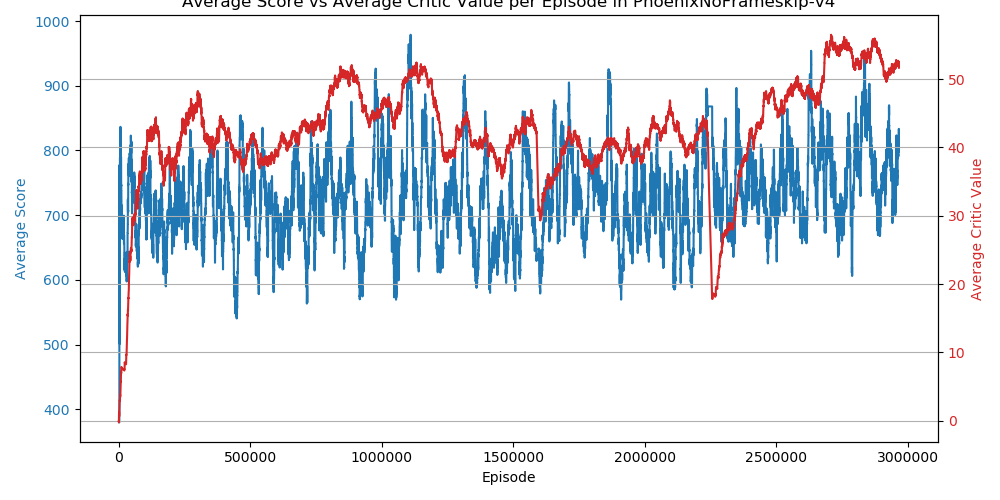 Average Score vs Average Critic Value per Episode in PhoenixNoFrameskip-v4
1000
900
800
700
600
500
400
Average Score
50
40
30
20
10
0
Average Critic Value
0 500000 1000000 1500000 2000000 2500000 3000000
Episode